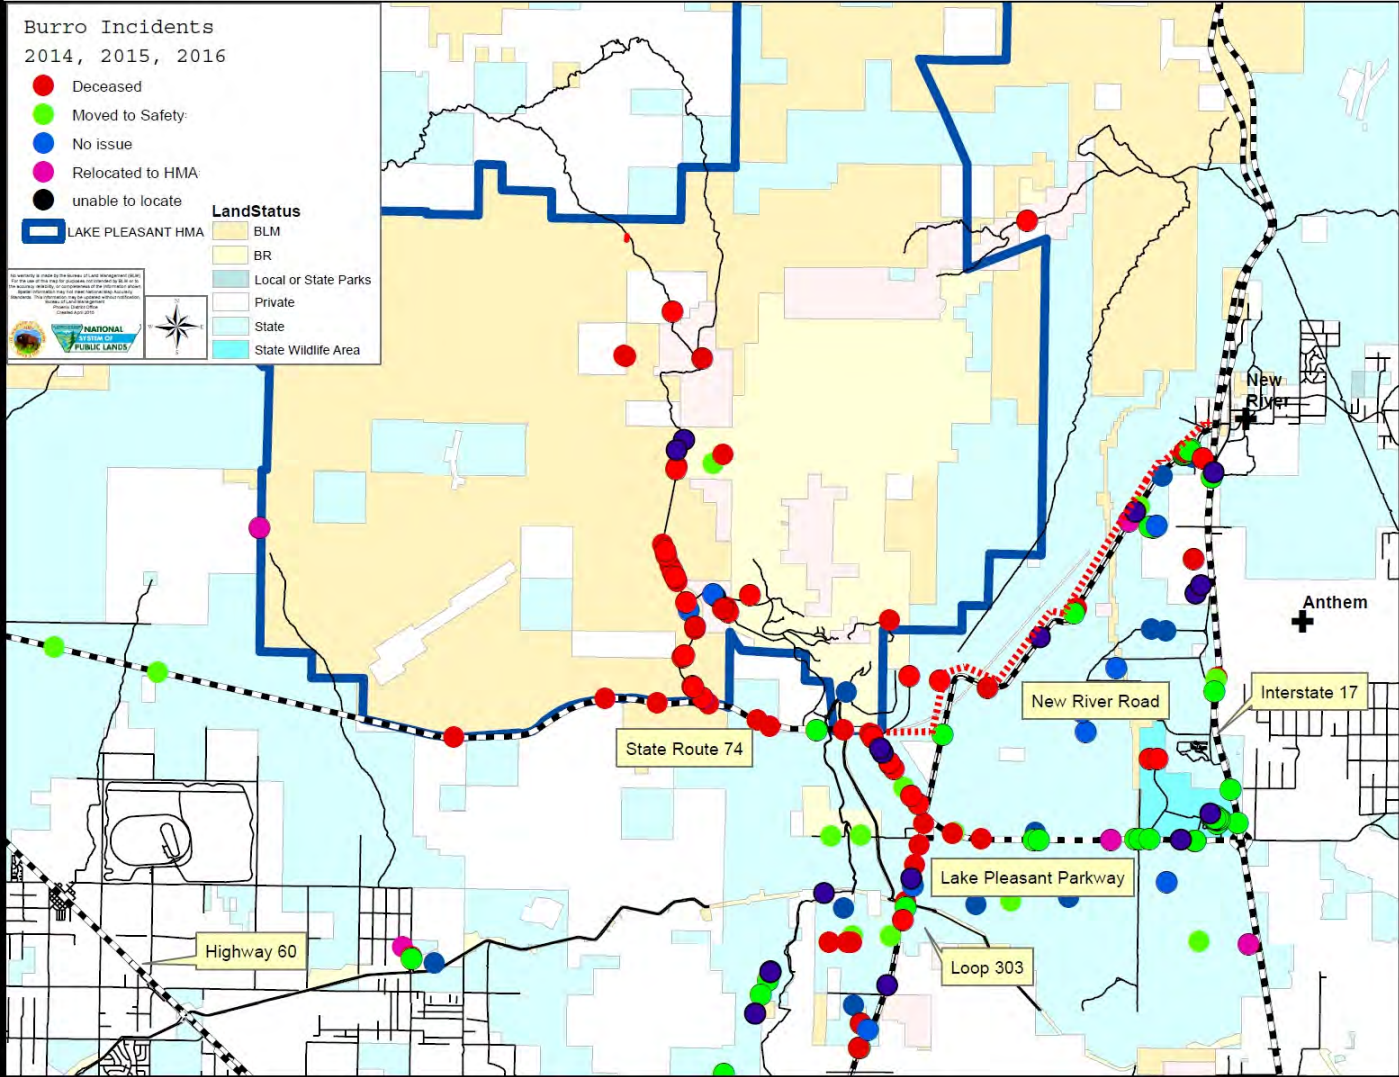 Burro Incidents
2014, 2015, 2016
Deceased
Moved to Safety
No issue
Relocated to HMA
unable to locate
LAKE PLEASANT HMA
LandStatus
BLM
BR
Local or State Parks
Private
State
State Wildlife Area
NATIONAL
SYSTEM OF
PUBLIC LANDS
New
River
Anthem
Interstate 17
New River Road
State Route 74
Lake Pleasant Parkway
Highway 60
Loop 303